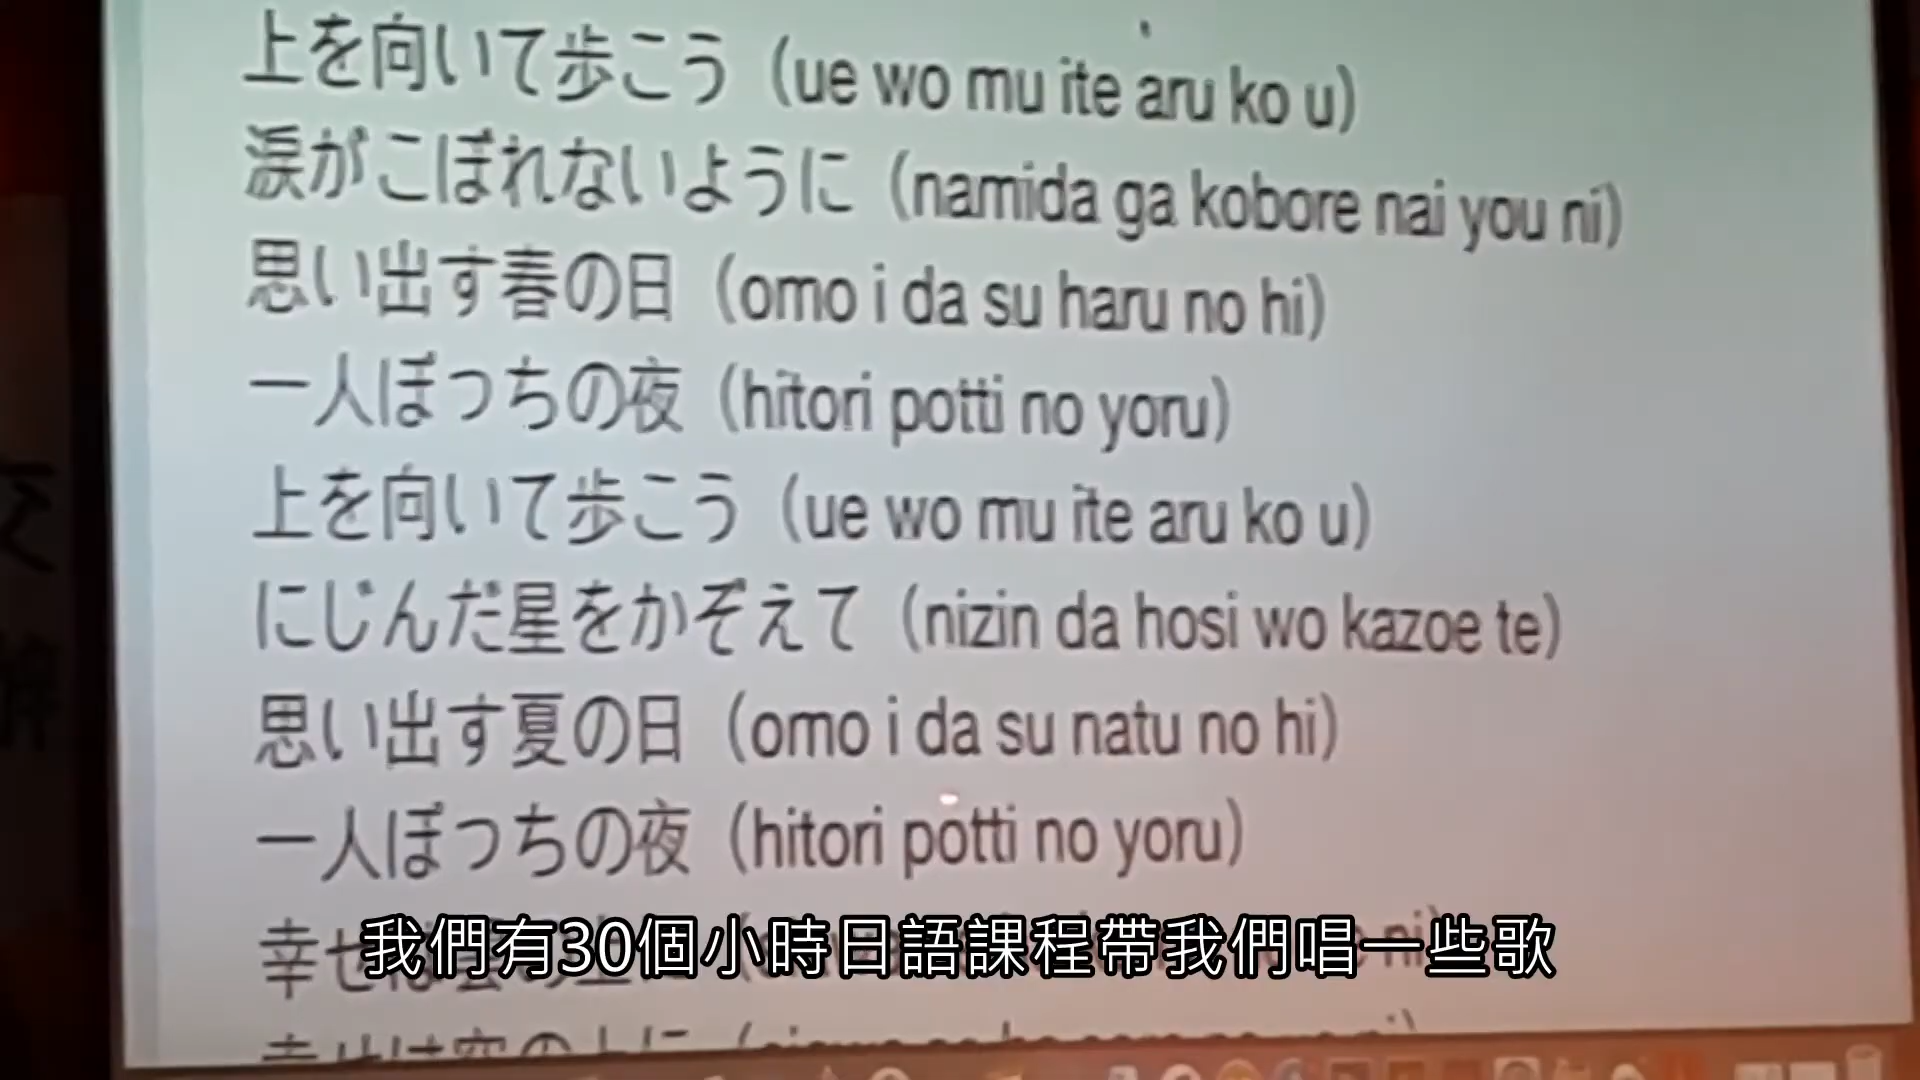 上を向いて歩こう（ue wo mu ite aru ko u）
涙がこぼれないように（namida ga kobore nai you ni）
思い出す春の日（omo i da su haru no hi）
一人ぼっちの夜（hitori potti no yoru）
上を向いて歩こう（ue wo mu ite aru ko u）
にじんだ星をかぞえて（nizin da hosi wo kazoe te）
思い出す夏の日（omo i da su natu no hi）
一人ぼっちの夜（hitori potti no yoru）
我們有30個小時日語課程帶我們唱一些歌